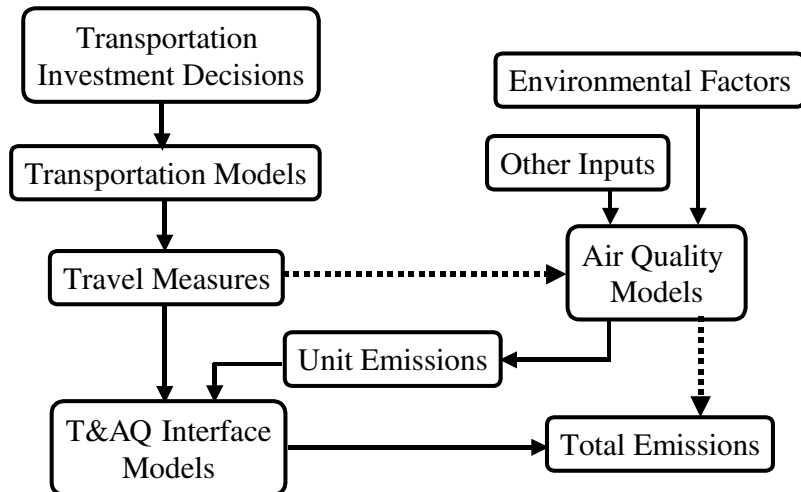 Transportation
Investment Decisions
Environmental Factors
Other Inputs
Transportation Models
Travel Measures
Air Quality
Models
Unit Emissions
T&AQ Interface
Models
Total Emissions